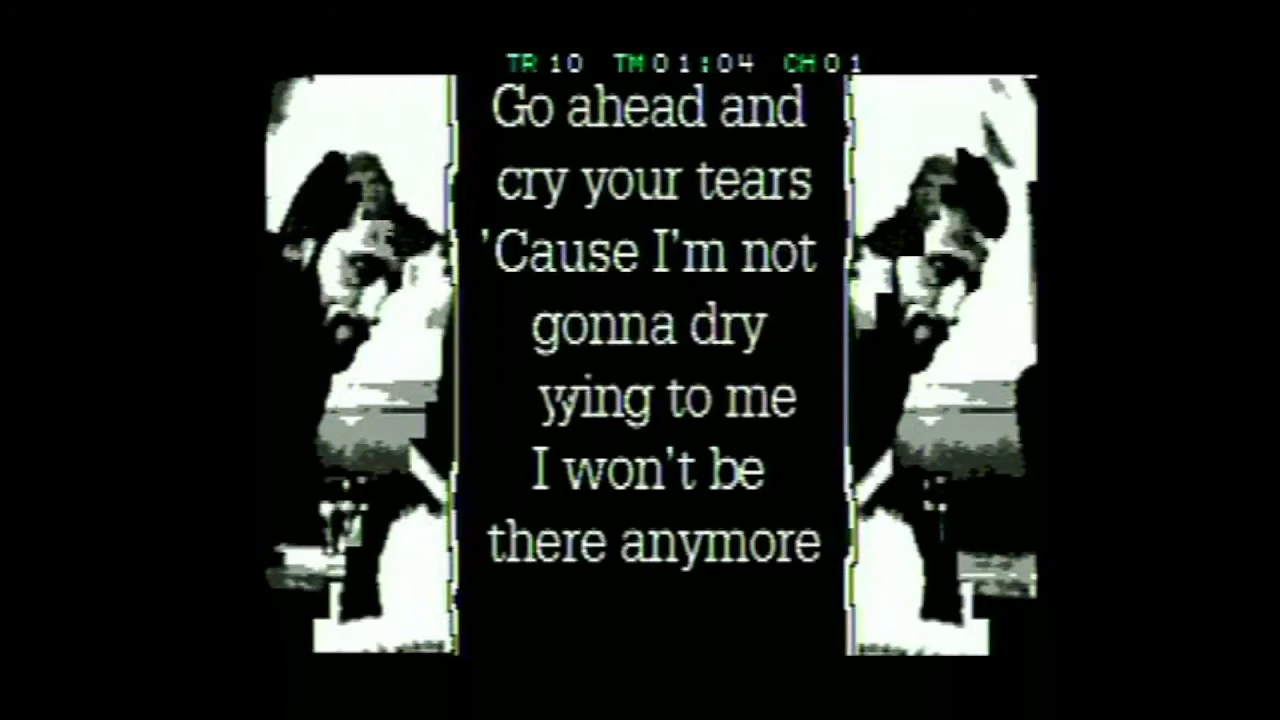 TR 10 TM 01:04 CH 01
Go ahead and
cry your tears
'Cause I'm not
gonna dry
to me
I won't be
there anymore